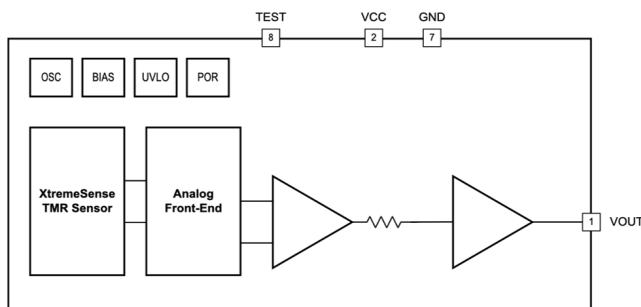 TEST VCC GND
8 2 7
OSC BIAS UVLO POR
XtremeSense
TMR Sensor
Analog
Front-End
1 VOUT